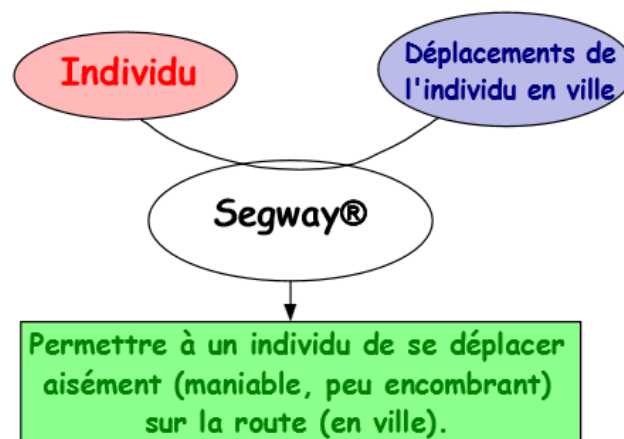 Individu
Déplacements de
l'individu en ville
Segway®
Permettre à un individu de se déplacer
aisément (maniable, peu encombrant)
sur la route (en ville).